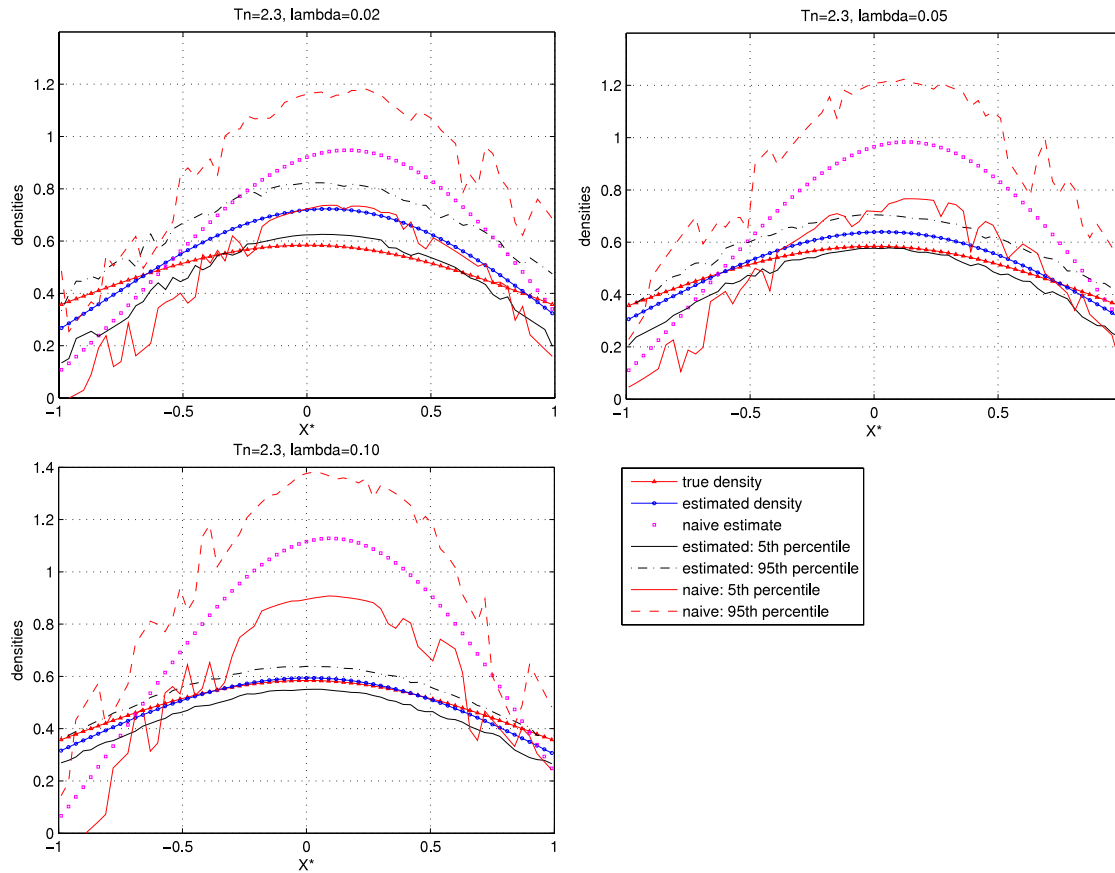 Tn=2.3, lambda=0.02
1.2
1
0.8
0.6
0.4
0.2
0
densities
−1
−0.5
0
0.5
1
X*
Tn=2.3, lambda=0.05
1.2
1
0.8
0.6
0.4
0.2
0
densities
−1
−0.5
0
0.5
X*
Tn=2.3, lambda=0.10
1.4
1.2
1
0.8
0.6
0.4
0.2
0
densities
−1
−0.5
0
0.5
1
X*
true density
estimated density
naive estimate
estimated: 5th percentile
estimated: 95th percentile
naive: 5th percentile
naive: 95th percentile